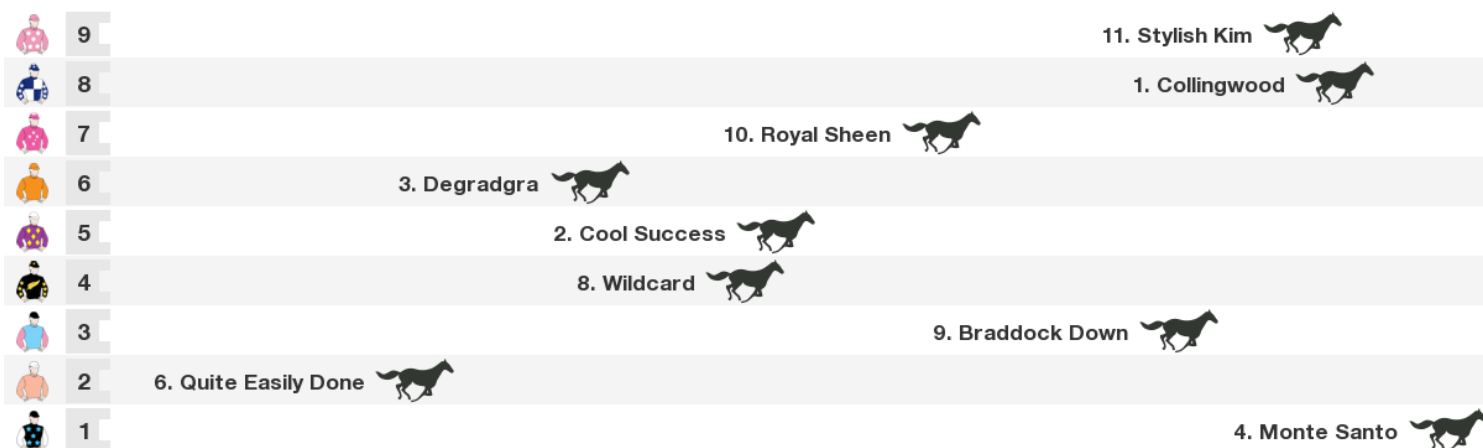 9 11. Stylish Kim
8 1. Collingwood
7 10. Royal Sheen
6 3. Degradgra
5 2. Cool Success
4 8. Wildcard
3 9. Braddock Down
2 6. Quite Easily Done
1 4. Monte Santo